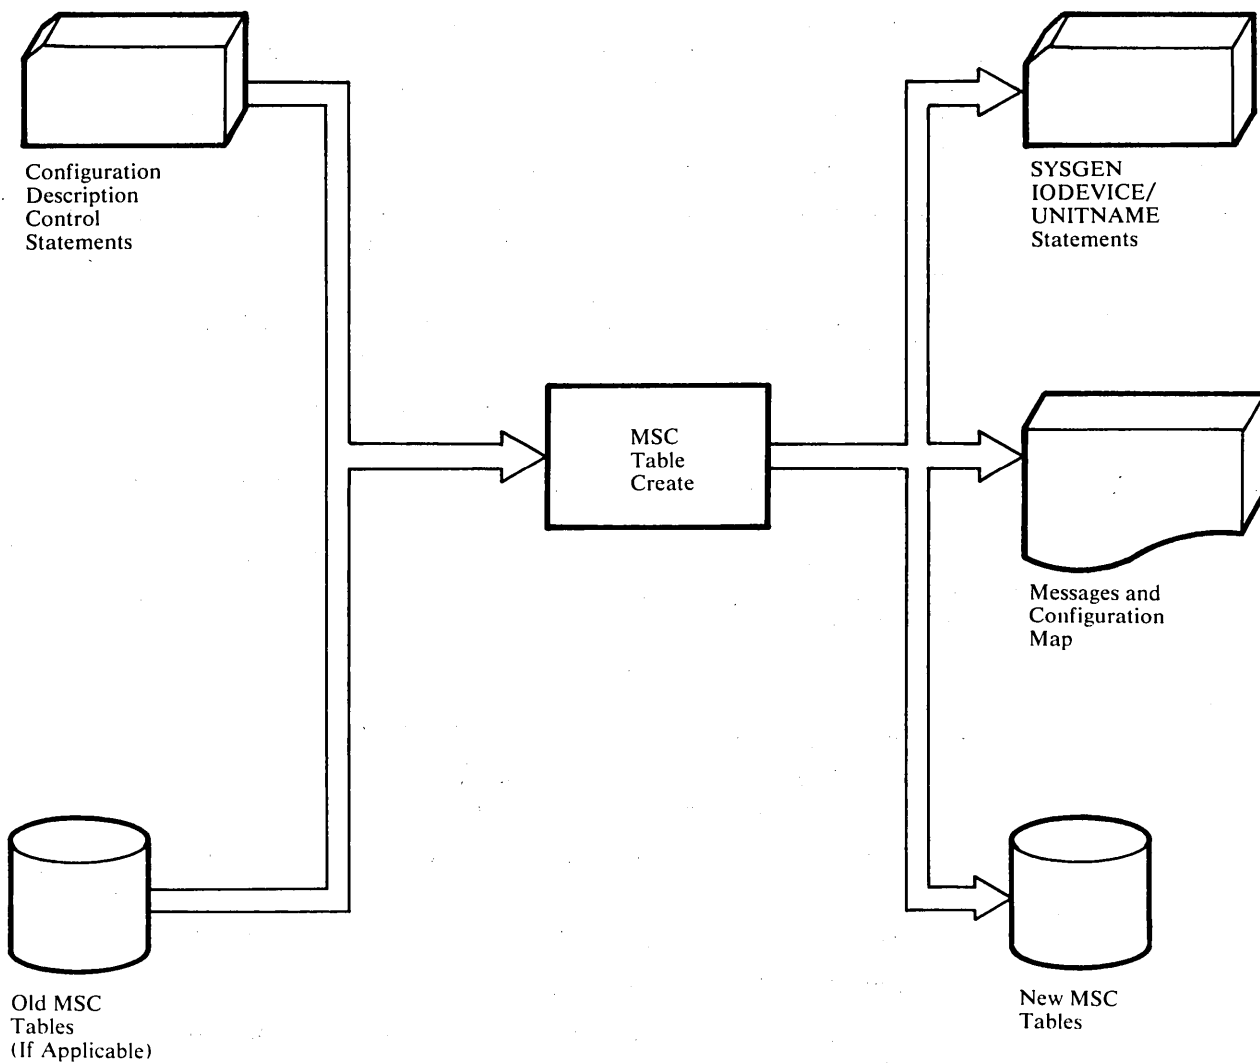 Configuration
Description
Control
Statements
SYSGEN
IODEVICE/
UNITNAME
Statements
MSC
Table
Create
Messages and
Configuration
Map
Old MSC
Tables
(If Applicable)
New MSC
Tables